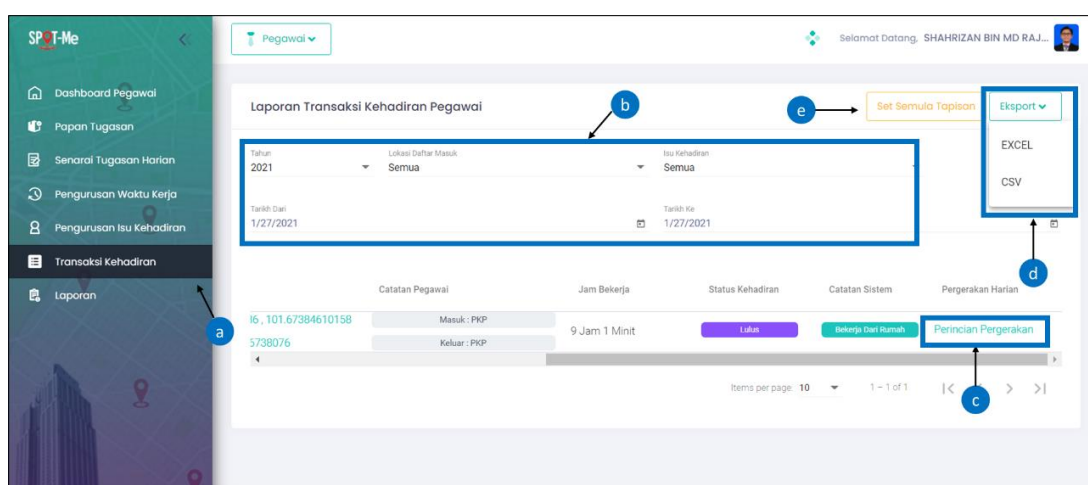 SPOT-Me
Pegawai
Selamat Datang, SHAHRIZAN BIN MD RAJ...
Dashboard Pegawai
Papan Tugasan
Senarai Tugasan Harian
Pengurusan Waktu Kerja
Pengurusan Isu Kehadiran
Transaksi Kehadiran
Laporan
a
Laporan Transaksi Kehadiran Pegawai
b
e
Set Semula Tapisan
Eksport
EXCEL
CSV
Tahun
2021
Lokasi Daftar Masuk
Semua
Isu Kehadiran
Semua
Tarikh Dari
1/27/2021
Tarikh Ke
1/27/2021
d
Catatan Pegawai Jam Bekerja Status Kehadiran Catatan Sistem Pergerakan Harian
i6 , 101.67384610158 Masuk : PKP
9 Jam 1 Minit Lulus Bekerja Dari Rumah Perincian Pergerakan
5738076 Keluar : PKP
c
Items per page: 10 1 – 1 of 1